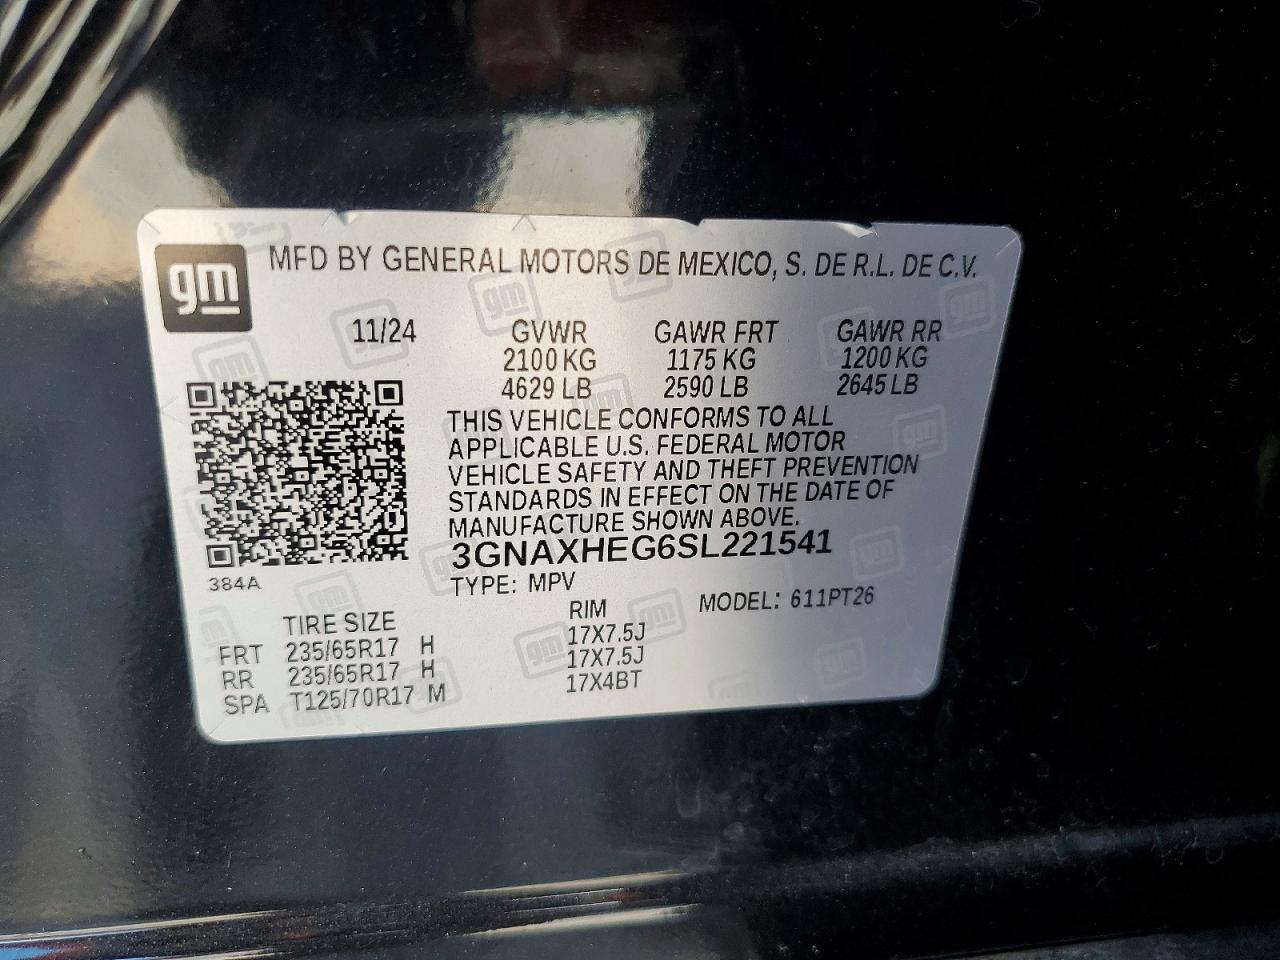 gm
MFD BY GENERAL MOTORS DE MEXICO, S. DE R.L. DE C.V.
11/24 GVWR GAWR FRT GAWR RR
2100 KG 1175 KG 1200 KG
4629 LB 2590 LB 2645 LB
THIS VEHICLE CONFORMS TO ALL
APPLICABLE U.S. FEDERAL MOTOR
VEHICLE SAFETY AND THEFT PREVENTION
STANDARDS IN EFFECT ON THE DATE OF
MANUFACTURE SHOWN ABOVE.
3GNAXHEG6SL221541
384A
TYPE: MPV MODEL: 611PT26
TIRE SIZE RIM
FRT 235/65R17 H 17X7.5J
RR 235/65R17 H 17X7.5J
SPA T125/70R17 M 17X4BT